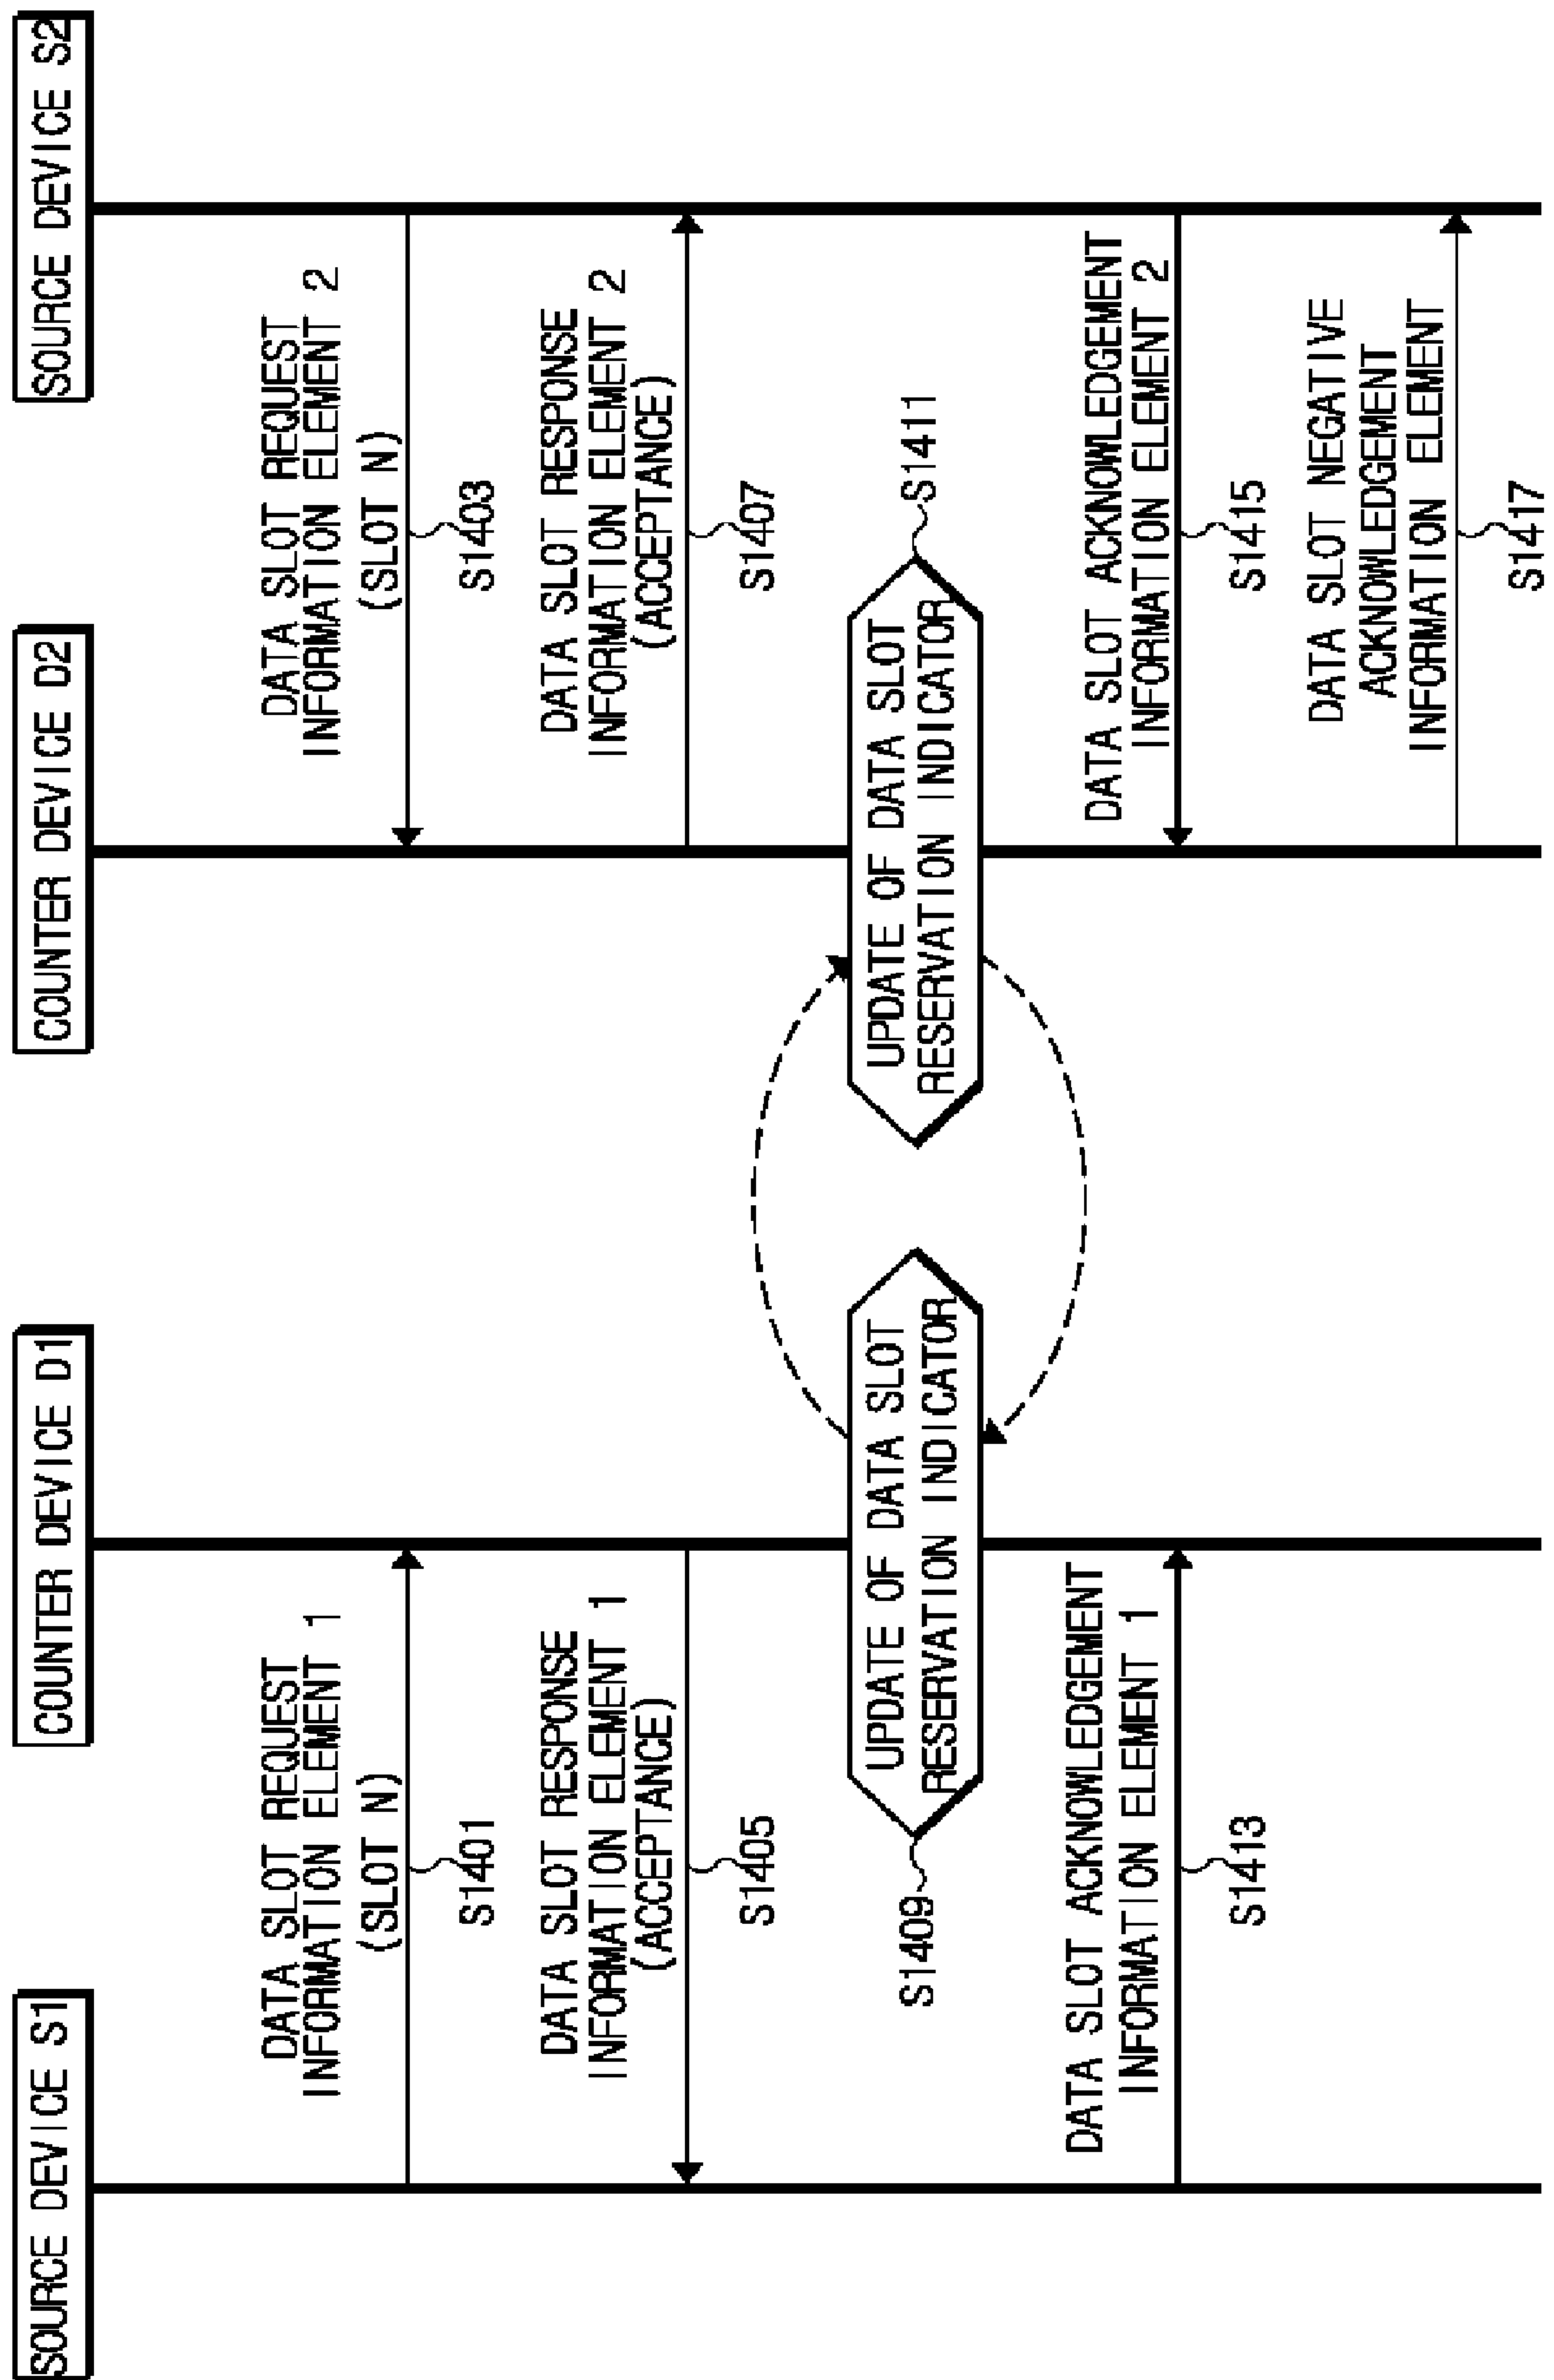 SOURCE DEVICE S1
COUNTER DEVICE D1
COUNTER DEVICE D2
SOURCE DEVICE S2
DATA SLOT REQUEST
INFORMATION ELEMENT 1
(SLOT N)
S1401
DATA SLOT REQUEST
INFORMATION ELEMENT 2
(SLOT N)
S1403
DATA SLOT RESPONSE
INFORMATION ELEMENT 1
(ACCEPTANCE)
S1405
DATA SLOT RESPONSE
INFORMATION ELEMENT 2
(ACCEPTANCE)
S1407
S1409
UPDATE OF DATA SLOT
RESERVATION INDICATOR
UPDATE OF DATA SLOT
RESERVATION INDICATOR
S1411
DATA SLOT ACKNOWLEDGEMENT
INFORMATION ELEMENT 1
S1413
DATA SLOT ACKNOWLEDGEMENT
INFORMATION ELEMENT 2
S1415
DATA SLOT NEGATIVE
ACKNOWLEDGEMENT
INFORMATION ELEMENT
S1417